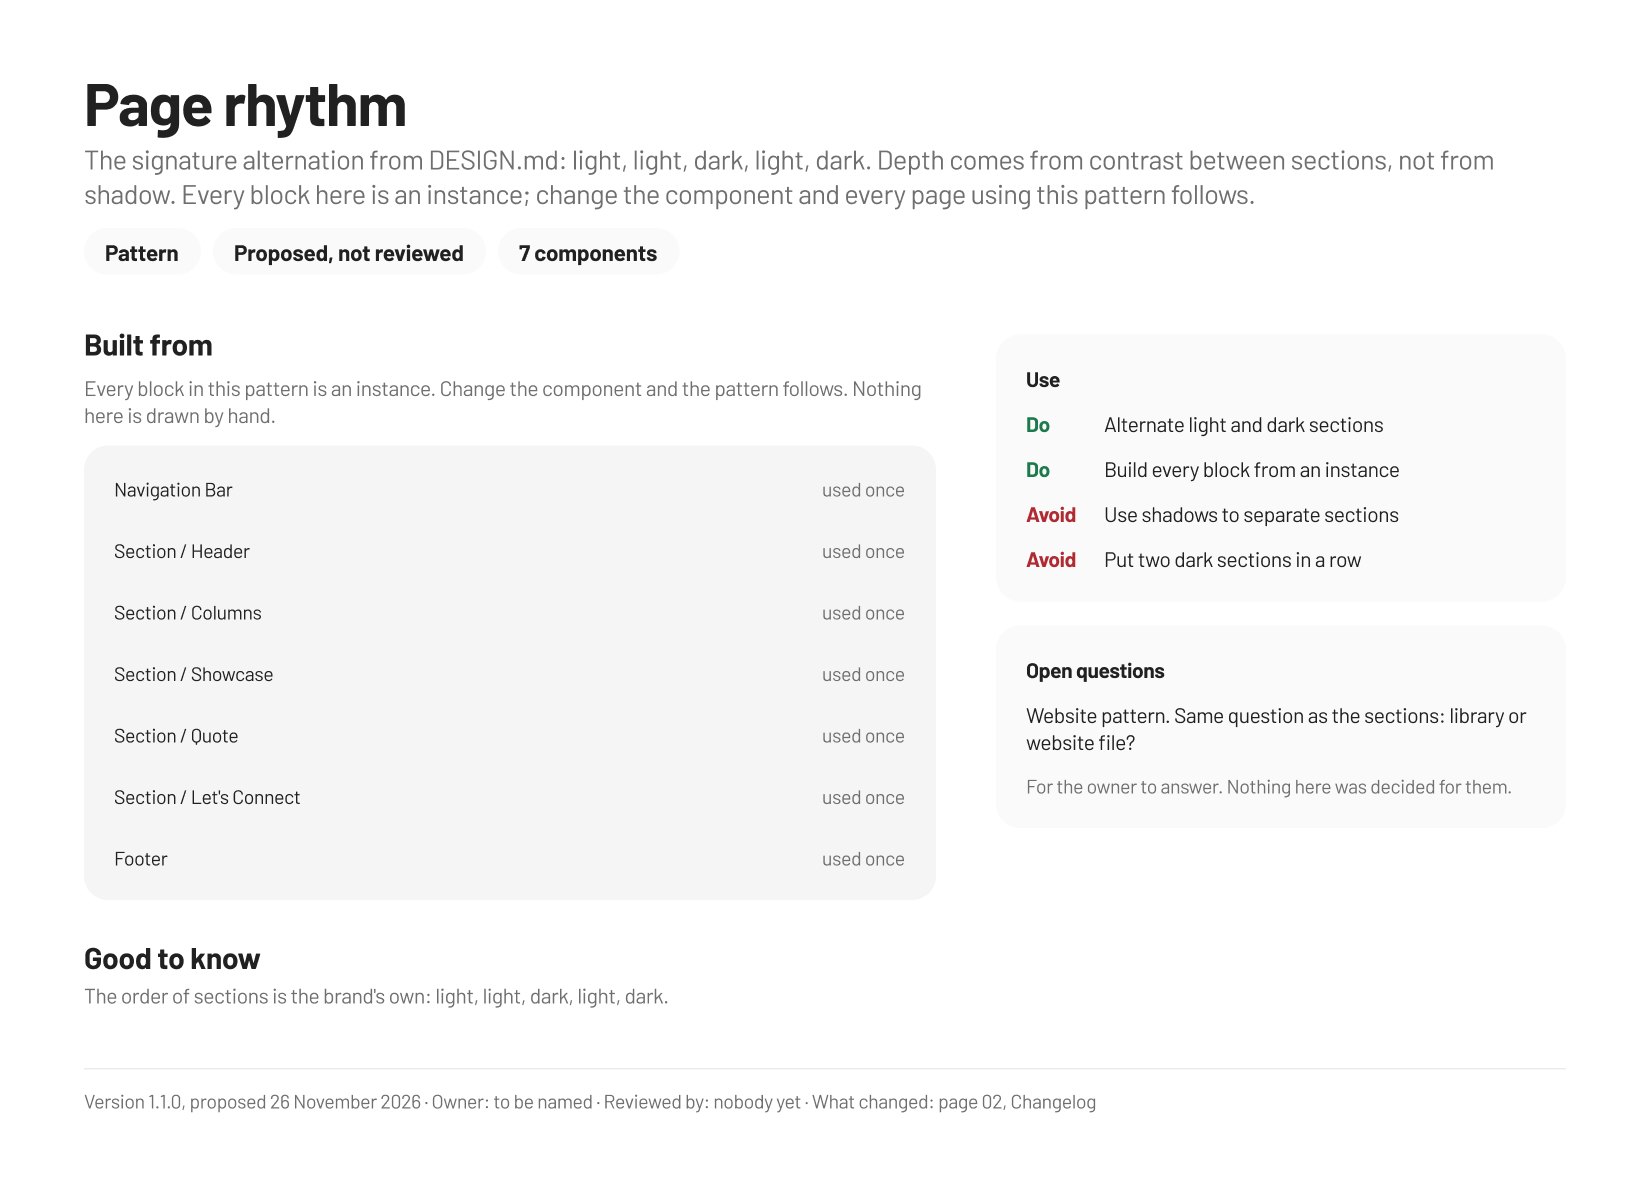 Page rhythm
The signature alternation from DESIGN.md: light, light, dark, light, dark. Depth comes from contrast between sections, not from
shadow. Every block here is an instance; change the component and every page using this pattern follows.
Pattern
Proposed, not reviewed
7 components
Built from
Every block in this pattern is an instance. Change the component and the pattern follows. Nothing
here is drawn by hand.
Navigation Bar used once
Section / Header used once
Section / Columns used once
Section / Showcase used once
Section / Quote used once
Section / Let's Connect used once
Footer used once
Use
Do Alternate light and dark sections
Do Build every block from an instance
Avoid Use shadows to separate sections
Avoid Put two dark sections in a row
Open questions
Website pattern. Same question as the sections: library or
website file?
For the owner to answer. Nothing here was decided for them.
Good to know
The order of sections is the brand's own: light, light, dark, light, dark.
Version 1.1.0, proposed 26 November 2026 · Owner: to be named · Reviewed by: nobody yet · What changed: page 02, Changelog